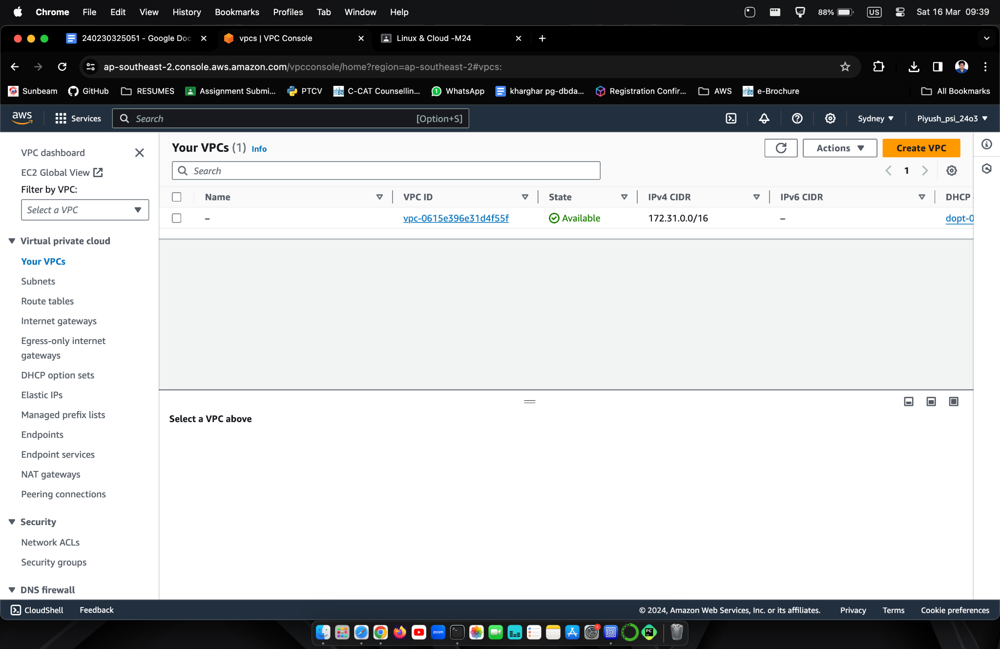 Chrome File Edit View History Bookmarks Profiles Tab Window Help 88% US Sat 16 Mar 09:39
240230325051 - Google Doc vpcs | VPC Console Linux & Cloud -M24
ap-southeast-2.console.aws.amazon.com/vpcconsole/home?region=ap-southeast-2#vpcs:
Sunbeam GitHub RESUMES Assignment Submi... PTCV C-CAT Counsellin... WhatsApp kharghar pg-dbda... Registration Confir... AWS e-Brochure All Bookmarks
aws Services Search [Option+S] Sydney Piyush_psi_24o3
VPC dashboard
EC2 Global View
Filter by VPC:
Select a VPC
Virtual private cloud
Your VPCs
Subnets
Route tables
Internet gateways
Egress-only internet
gateways
DHCP option sets
Elastic IPs
Managed prefix lists
Endpoints
Endpoint services
NAT gateways
Peering connections
Security
Network ACLs
Security groups
DNS firewall
Your VPCs (1) Info Actions Create VPC
Search 1
Name VPC ID State IPv4 CIDR IPv6 CIDR DHCP
– vpc-0615e396e31d4f55f Available 172.31.0.0/16 – dopt-0
Select a VPC above
CloudShell Feedback © 2024, Amazon Web Services, Inc. or its affiliates. Privacy Terms Cookie preferences
zoom 1 PC